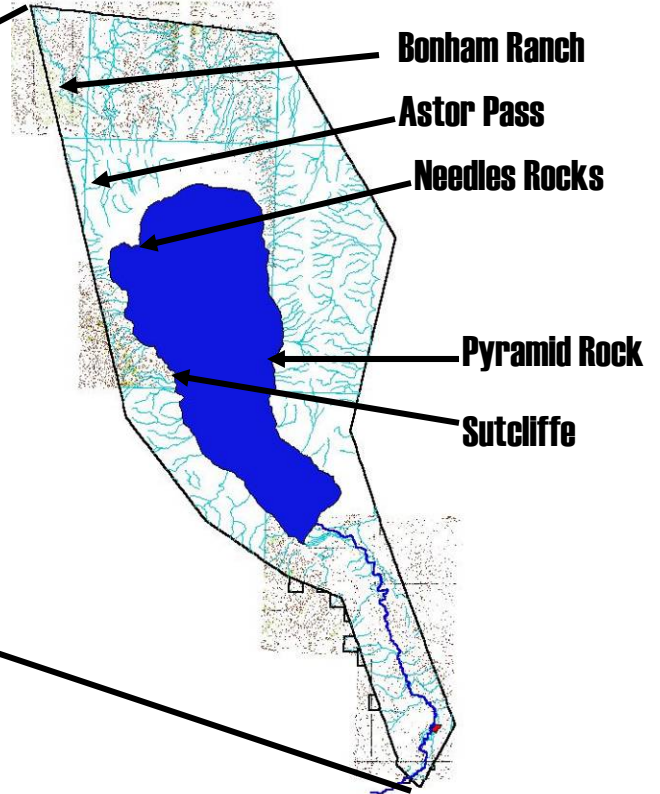 Bonham Ranch
Astor Pass
Needles Rocks
Pyramid Rock
Sutcliffe